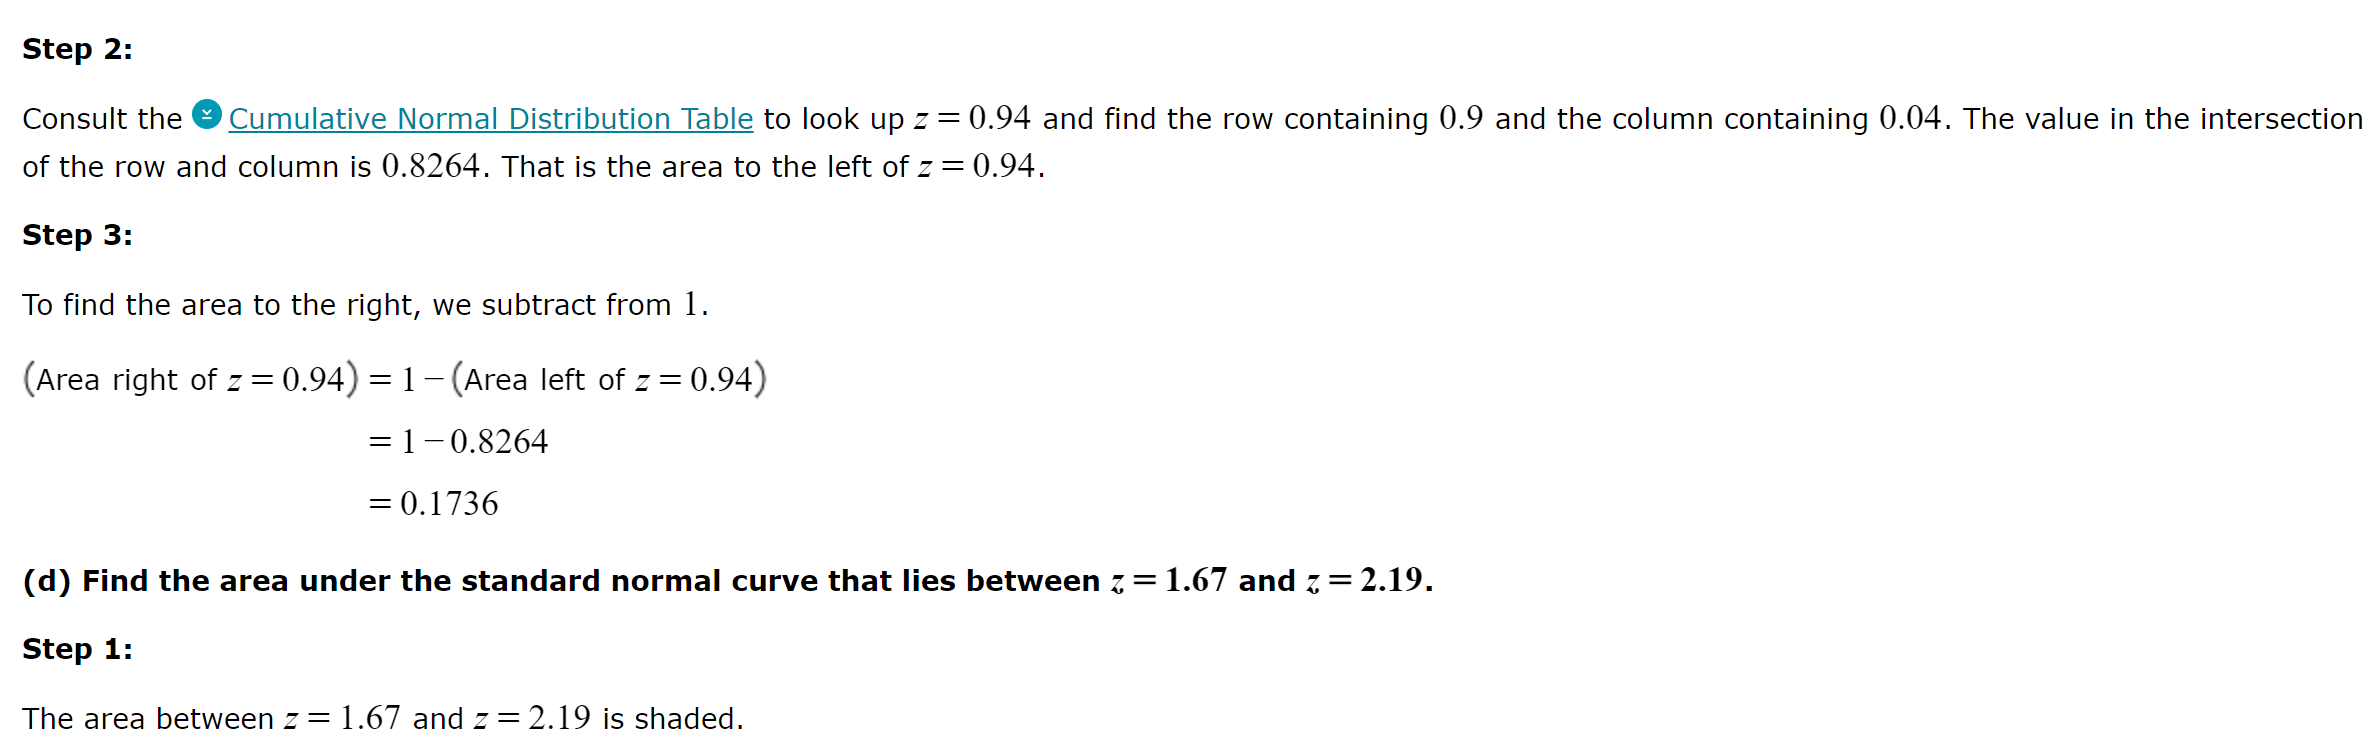 Step 2:
Consult the Cumulative Normal Distribution Table to look up z = 0.94 and find the row containing 0.9 and the column containing 0.04. The value in the intersection
of the row and column is 0.8264. That is the area to the left of z = 0.94.
Step 3:
To find the area to the right, we subtract from 1.
(Area right of z = 0.94) = 1 − (Area left of z = 0.94)
= 1 − 0.8264
= 0.1736
(d) Find the area under the standard normal curve that lies between z = 1.67 and z = 2.19.
Step 1:
The area between z = 1.67 and z = 2.19 is shaded.